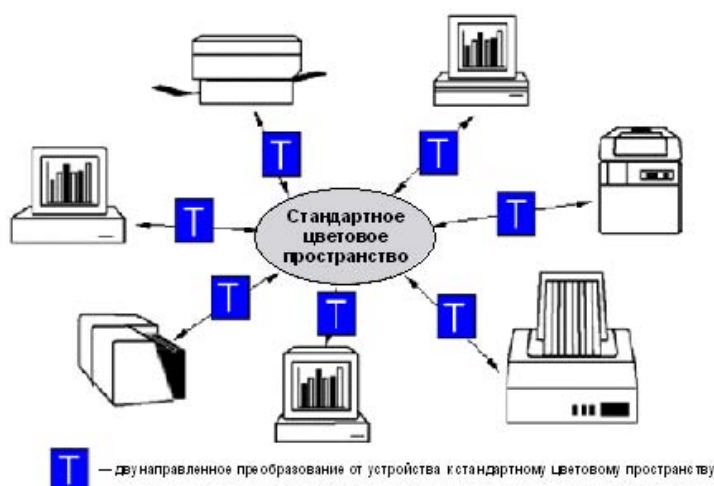 T
T
T
T
Стандартное
цветовое
пространство
T
T
T
T — двунаправленное преобразование от устройства к стандартному цветовому пространству